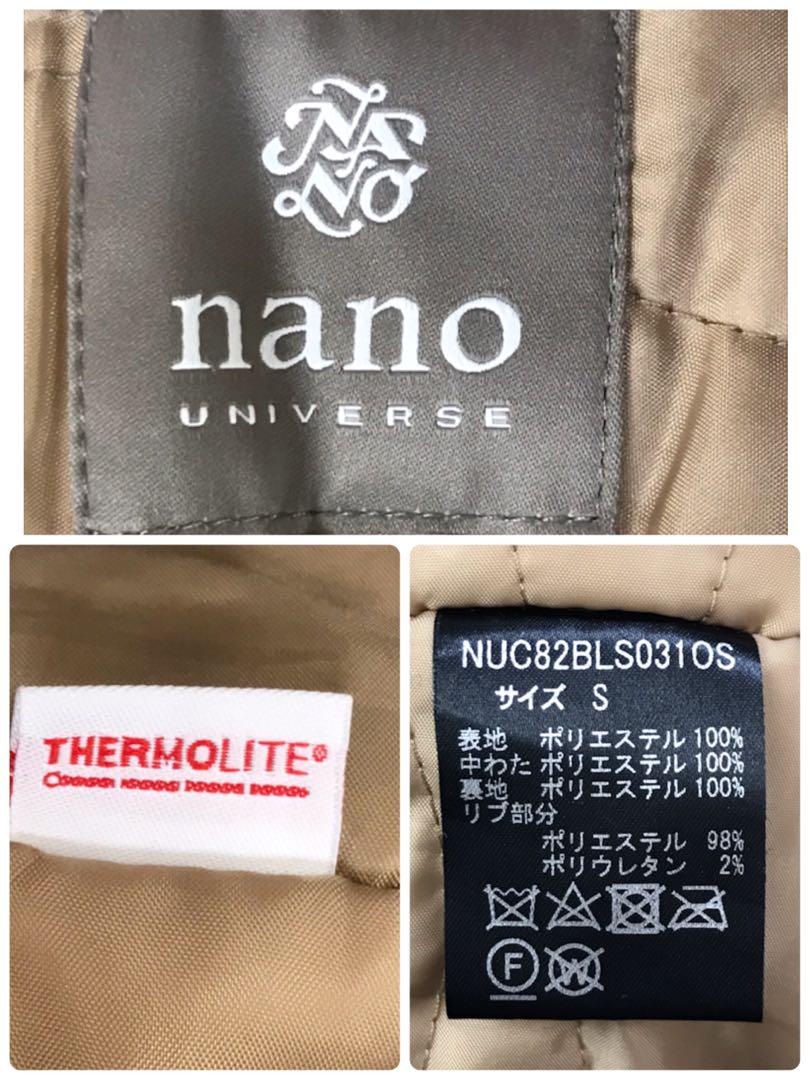 NANO
nano
UNIVERSE
THERMOLITE®
NUC82BLS0310S
サイズ S
表地 ポリエステル 100%
中わた ポリエステル 100%
裏地 ポリエステル 100%
リブ部分
ポリエステル 98%
ポリウレタン 2%
F
W